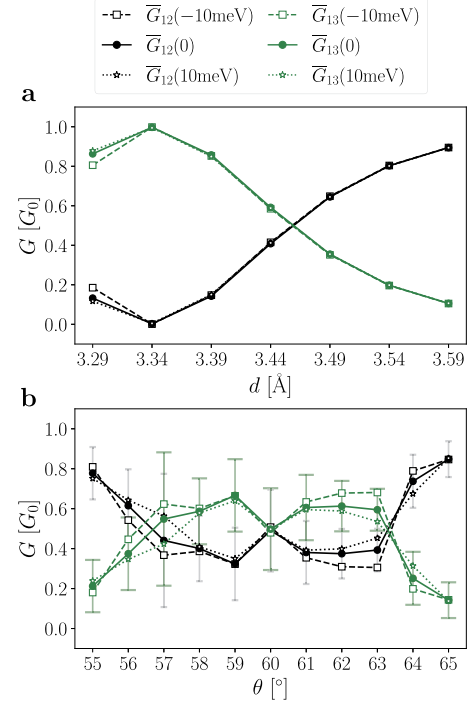 G̅₁₂(−10meV) G̅₁₃(−10meV)
G̅₁₂(0) G̅₁₃(0)
G̅₁₂(10meV) G̅₁₃(10meV)
a
G [G₀]
1.0
0.8
0.6
0.4
0.2
0.0
3.29 3.34 3.39 3.44 3.49 3.54 3.59
d [Å]
b
G [G₀]
1.0
0.8
0.6
0.4
0.2
0.0
55 56 57 58 59 60 61 62 63 64 65
θ [°]